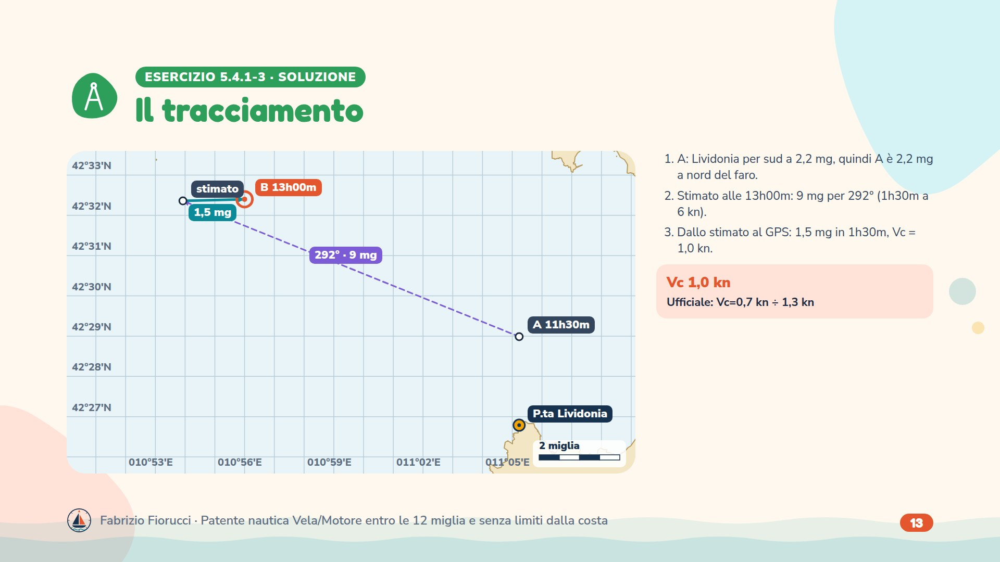 ESERCIZIO 5.4.1-3 · SOLUZIONE
Il tracciamento
42°33'N
42°32'N
42°31'N
42°30'N
42°29'N
42°28'N
42°27'N
stimato
B 13h00m
1,5 mg
292° · 9 mg
A 11h30m
P.ta Lividonia
2 miglia
010°53'E
010°56'E
010°59'E
011°02'E
011°05'E
1. A: Lividonia per sud a 2,2 mg, quindi A è 2,2 mg
a nord del faro.
2. Stimato alle 13h00m: 9 mg per 292° (1h30m a
6 kn).
3. Dallo stimato al GPS: 1,5 mg in 1h30m, Vc =
1,0 kn.
Vc 1,0 kn
Ufficiale: Vc=0,7 kn ÷ 1,3 kn
Fabrizio Fiorucci · Patente nautica Vela/Motore entro le 12 miglia e senza limiti dalla costa
13